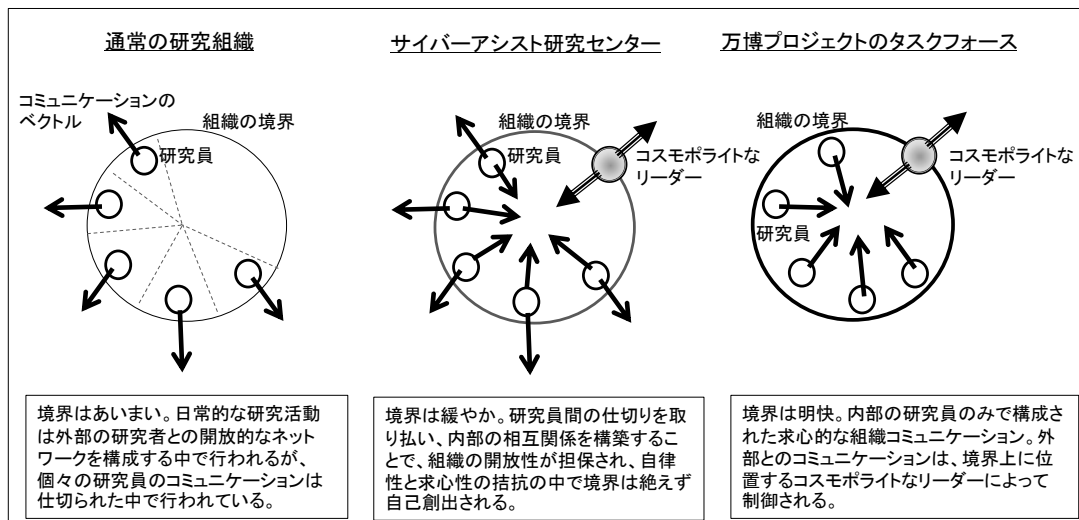 通常の研究組織
コミュニケーションの
ベクトル
組織の境界
研究員
境界はあいまい。日常的な研究活動
は外部の研究者との開放的なネット
ワークを構成する中で行われるが、
個々の研究員のコミュニケーションは
仕切られた中で行われている。
サイバーアシスト研究センター
組織の境界
研究員
コスモポライトな
リーダー
境界は緩やか。研究員間の仕切りを取
り払い、内部の相互関係を構築するこ
とで、組織の開放性が担保され、自律
性と求心性の拮抗の中で境界は絶えず
自己創出される。
万博プロジェクトのタスクフォース
組織の境界
コスモポライトな
リーダー
研究員
境界は明快。内部の研究員のみで構成さ
れた求心的な組織コミュニケーション。外
部とのコミュニケーションは、境界上に位
置するコスモポライトなリーダーによって
制御される。